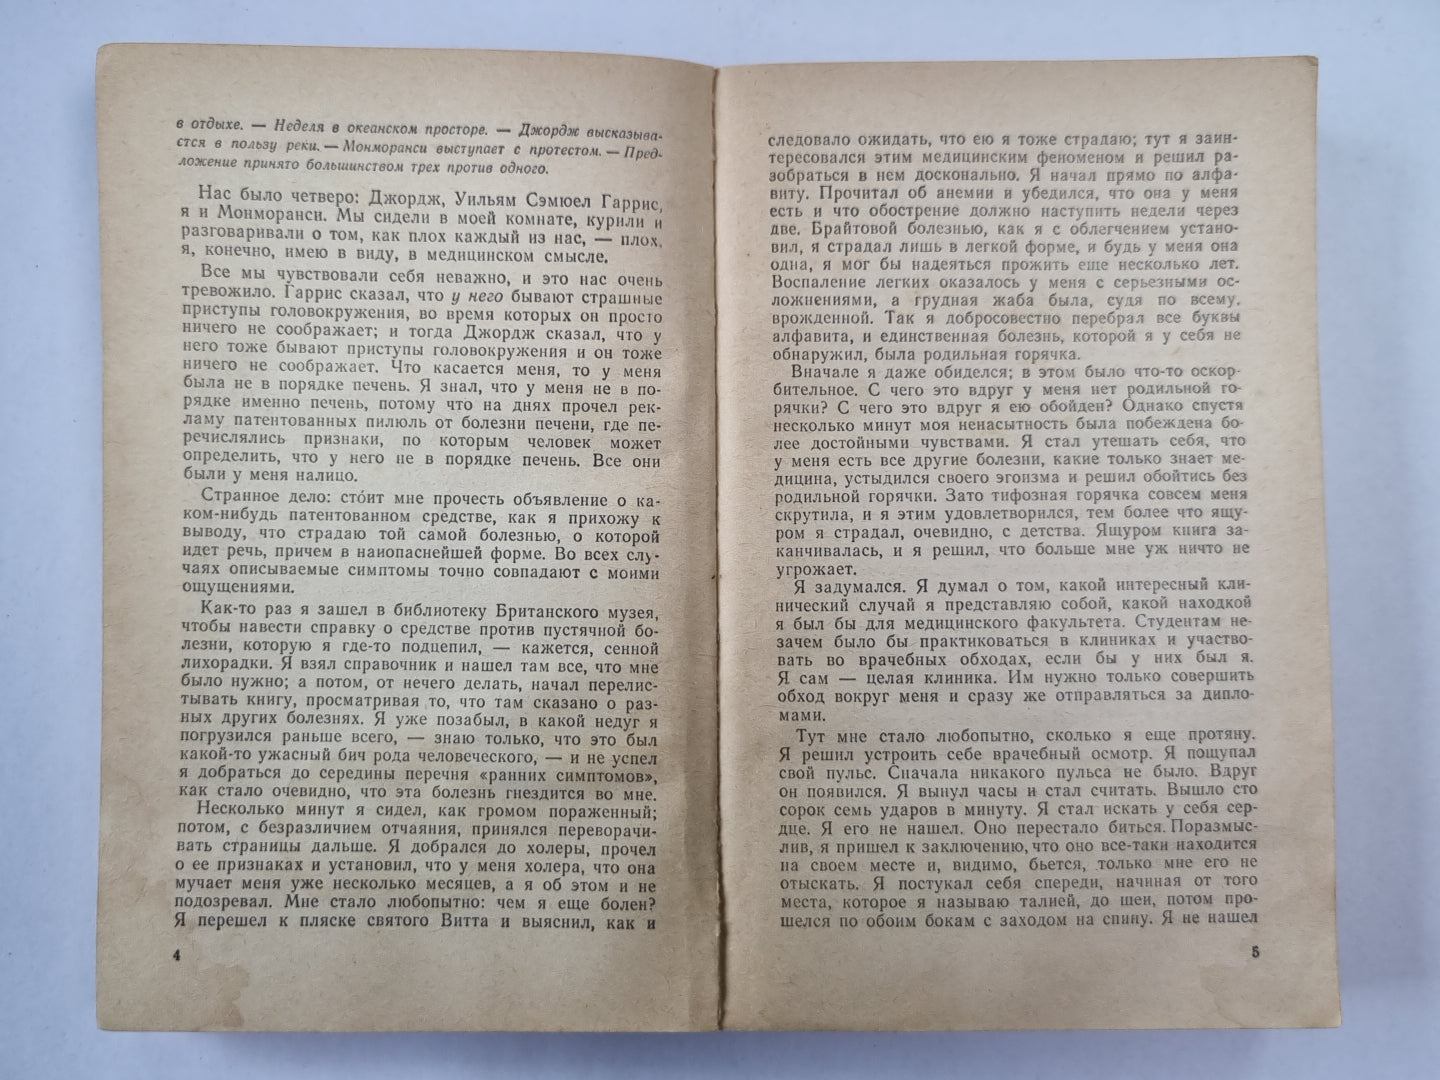 в отдыхе. — Неделя в океанском просторе. — Джордж высказыва-
ется в пользу реки. — Монморанси выступает с протестом. — Пред-
ложение принято большинством трех против одного.
Нас было четверо: Джордж, Уильям Сэмюел Гаррис,
я и Монморанси. Мы сидели в моей комнате, курили и
разговаривали о том, как плох каждый из нас, — плох,
я, конечно, имею в виду, в медицинском смысле.
Все мы чувствовали себя неважно, и это нас очень
тревожило. Гаррис сказал, что у него бывают страшные
приступы головокружения, во время которых он просто
ничего не соображает; и тогда Джордж сказал, что у
него тоже бывают приступы головокружения и он тоже
ничего не соображает. Что касается меня, то у меня
была не в порядке печень. Я знал, что у меня не в по-
рядке именно печень, потому что на днях прочел рек-
ламу патентованных пилюль от болезни печени, где пе-
речислялись признаки, по которым человек может
определить, что у него не в порядке печень. Все они
были у меня налицо.
Странное дело: сто́ит мне прочесть объявление о ка-
ком-нибудь патентованном средстве, как я прихожу к
выводу, что страдаю той самой болезнью, о которой
идет речь, причем в наиопаснейшей форме. Во всех слу-
чаях описываемые симптомы точно совпадают с моими
ощущениями.
Как-то раз я зашел в библиотеку Британского музея,
чтобы навести справку о средстве против пустячной бо-
лезни, которую я где-то подцепил, — кажется, сенной
лихорадки. Я взял справочник и нашел там все, что мне
было нужно; а потом, от нечего делать, начал перелис-
тывать книгу, просматривая то, что там сказано о раз-
ных других болезнях. Я уже позабыл, в какой недуг я
погрузился раньше всего, — знаю только, что это был
какой-то ужасный бич рода человеческого, — и не успел
я добраться до середины перечня «ранних симптомов»,
как стало очевидно, что эта болезнь гнездится во мне.
Несколько минут я сидел, как громом пораженный;
потом, с безразличием отчаяния, принялся переворачи-
вать страницы дальше. Я добрался до холеры, прочел
о ее признаках и установил, что у меня холера, что она
мучает меня уже несколько месяцев, а я об этом и не
подозревал. Мне стало любопытно: чем я еще болен?
Я перешел к пляске святого Витта и выяснил, как и
4
следовало ожидать, что ею я тоже страдаю; тут я заин-
тересовался этим медицинским феноменом и решил ра-
зобраться в нем досконально. Я начал прямо по алфа-
виту. Прочитал об анемии и убедился, что она у меня
есть и что обострение должно наступить недели через
две. Брайтовой болезнью, как я с облегчением устано-
вил, я страдал лишь в легкой форме, и будь у меня она
одна, я мог бы надеяться прожить еще несколько лет.
Воспаление легких оказалось у меня с серьезными ос-
ложнениями, а грудная жаба была, судя по всему,
врожденной. Так я добросовестно перебрал все буквы
алфавита, и единственная болезнь, которой я у себя не
обнаружил, была родильная горячка.
Вначале я даже обиделся; в этом было что-то оскор-
бительное. С чего это вдруг у меня нет родильной го-
рячки? С чего это вдруг я ею обойден? Однако спустя
несколько минут моя ненасытность была побеждена бо-
лее достойными чувствами. Я стал утешать себя, что
у меня есть все другие болезни, какие только знает ме-
дицина, устыдился своего эгоизма и решил обойтись без
родильной горячки. Зато тифозная горячка совсем меня
скрутила, и я этим удовлетворился, тем более что ящу-
ром я страдал, очевидно, с детства. Ящуром книга за-
канчивалась, и я решил, что больше мне уж ничто не
угрожает.
Я задумался. Я думал о том, какой интересный кли-
нический случай я представляю собой, какой находкой
я был бы для медицинского факультета. Студентам не-
зачем было бы практиковаться в клиниках и участво-
вать во врачебных обходах, если бы у них был я.
Я сам — целая клиника. Им нужно только совершить
обход вокруг меня и сразу же отправляться за дипло-
мами.
Тут мне стало любопытно, сколько я еще протяну.
Я решил устроить себе врачебный осмотр. Я пощупал
свой пульс. Сначала никакого пульса не было. Вдруг
он появился. Я вынул часы и стал считать. Вышло сто
сорок семь ударов в минуту. Я стал искать у себя сер-
дце. Я его не нашел. Оно перестало биться. Поразмыс-
лив, я пришел к заключению, что оно все-таки находится
на своем месте и, видимо, бьется, только мне его не
отыскать. Я постукал себя спереди, начиная от того
места, которое я называю талией, до шеи, потом про-
шелся по обоим бокам с заходом на спину. Я не нашел
5